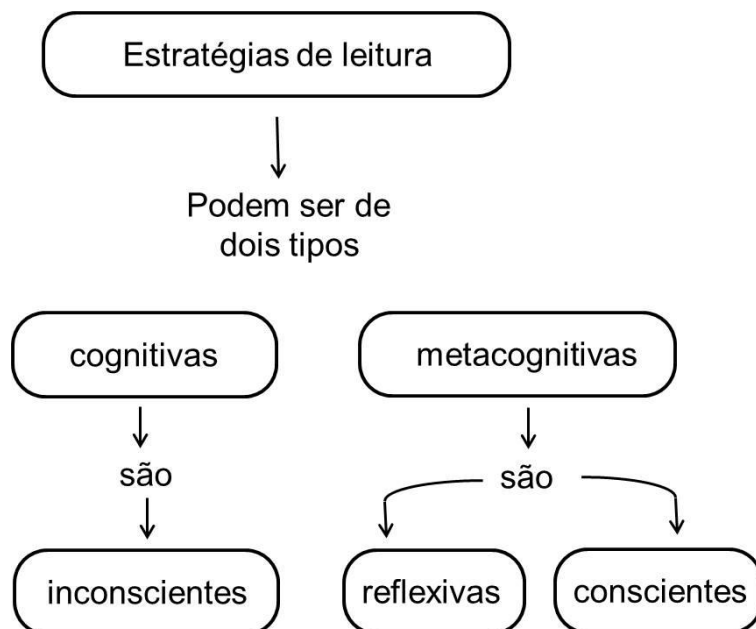 Estratégias de leitura
Podem ser de
dois tipos
cognitivas
metacognitivas
são
são
inconscientes
reflexivas
conscientes